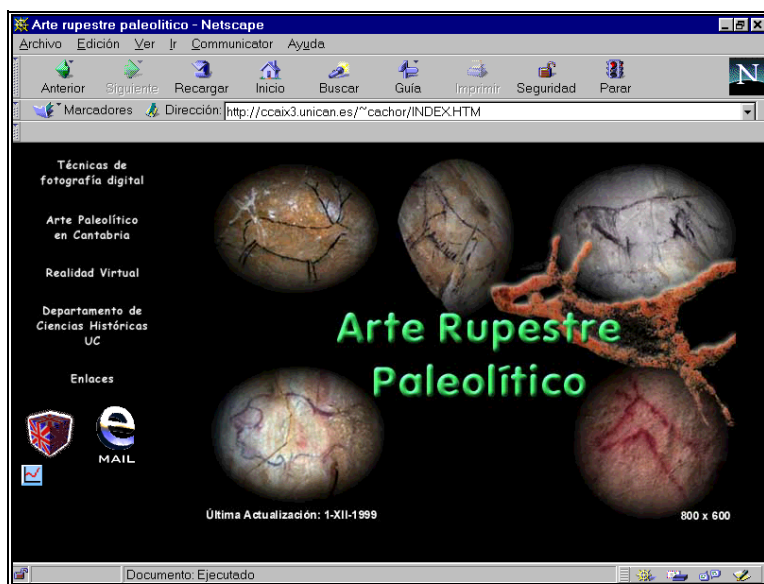 Arte rupestre paleolitico - Netscape
Archivo Edición Ver Ir Communicator Ayuda
Anterior Siguiente Recargar Inicio Buscar Guía Imprimir Seguridad Parar
N
Marcadores Dirección: http://ccaix3.unican.es/~cachor/INDEX.HTM
Técnicas de
fotografía digital
Arte Paleolítico
en Cantabria
Realidad Virtual
Departamento de
Ciencias Históricas
UC
Enlaces
e
MAIL
Arte Rupestre
Paleolítico
Última Actualización: 1-XII-1999
800 x 600
Documento: Ejecutado